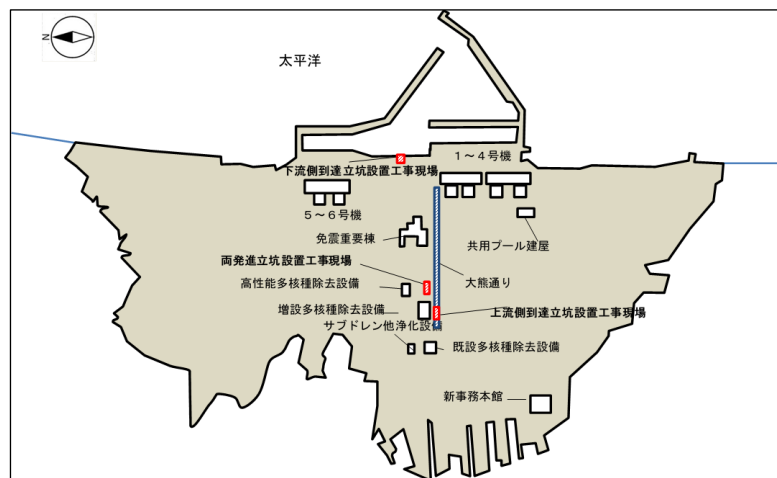 N
太平洋
1～4号機
下流側到達立坑設置工事現場
5～6号機
免震重要棟
共用プール建屋
両発進立坑設置工事現場
高性能多核種除去設備
大熊通り
増設多核種除去設備
上流側到達立坑設置工事現場
サブドレン他浄化設備
既設多核種除去設備
新事務本館